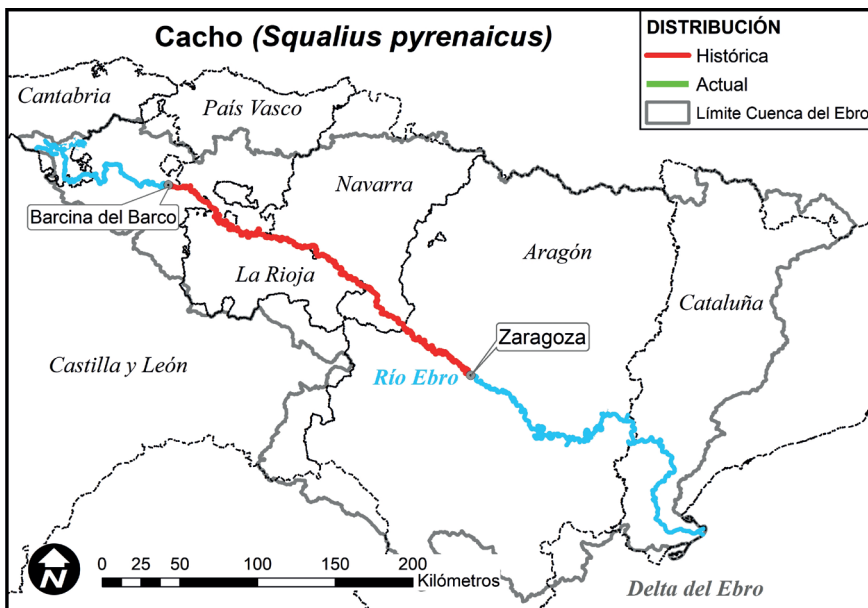 Cacho (Squalius pyrenaicus)
DISTRIBUCIÓN
Histórica
Actual
Límite Cuenca del Ebro
Cantabria
País Vasco
Navarra
Barcina del Barco
La Rioja
Aragón
Cataluña
Zaragoza
Castilla y León
Río Ebro
N
0 25 50 100 150 200
Kilómetros
Delta del Ebro